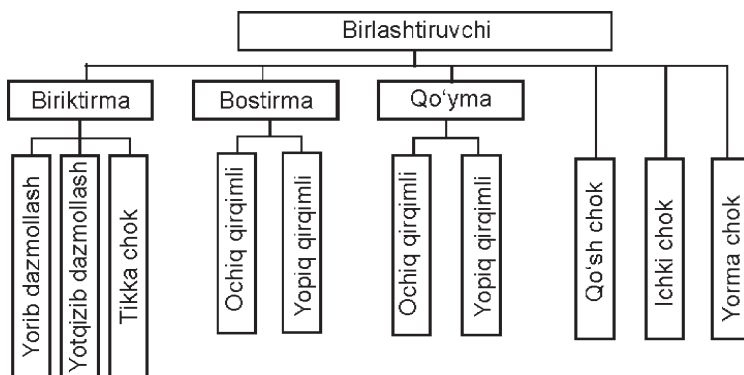 Birlashtiruvchi
Biriktirma
Bostirma
Qo‘yma
Yorib dazmollash
Yotqizib dazmollash
Tikka chok
Ochiq qirqimli
Yopiq qirqimli
Ochiq qirqimli
Yopiq qirqimli
Qo‘sh chok
Ichki chok
Yorma chok